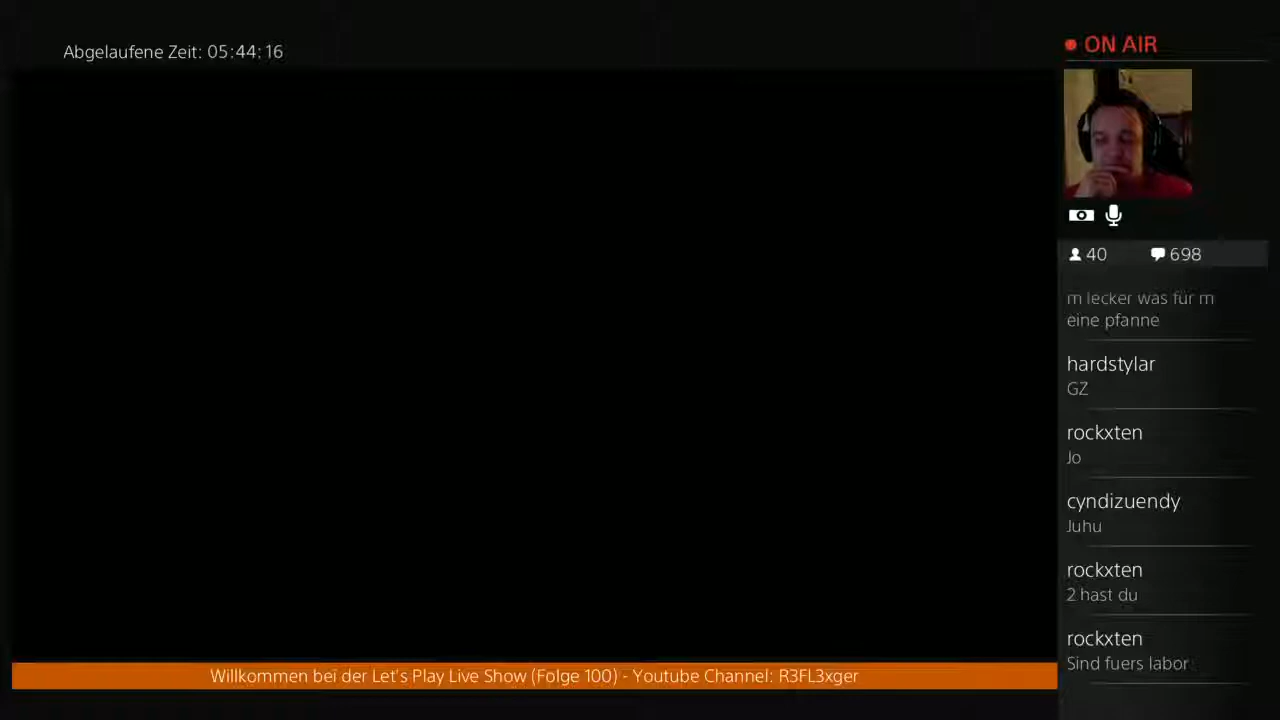 Abgelaufene Zeit: 05:44:16
ON AIR
40 698
m lecker was für m
eine pfanne
hardstylar
GZ
rockxten
Jo
cyndizuendy
Juhu
rockxten
2 hast du
rockxten
Sind fuers labor
Willkommen bei der Let's Play Live Show (Folge 100) - Youtube Channel: R3FL3xger